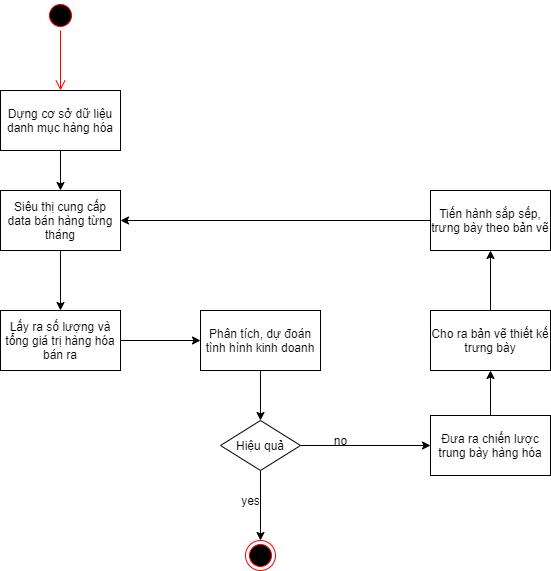 Dựng cơ sở dữ liệu
danh mục hàng hóa
Siêu thị cung cấp
data bán hàng từng
tháng
Tiến hành sắp sếp,
trưng bày theo bản vẽ
Lấy ra số lượng và
tổng giá trị hàng hóa
bán ra
Phân tích, dự đoán
tình hình kinh doanh
Cho ra bản vẽ thiết kế
trưng bày
Hiệu quả
no
Đưa ra chiến lược
trung bày hàng hóa
yes